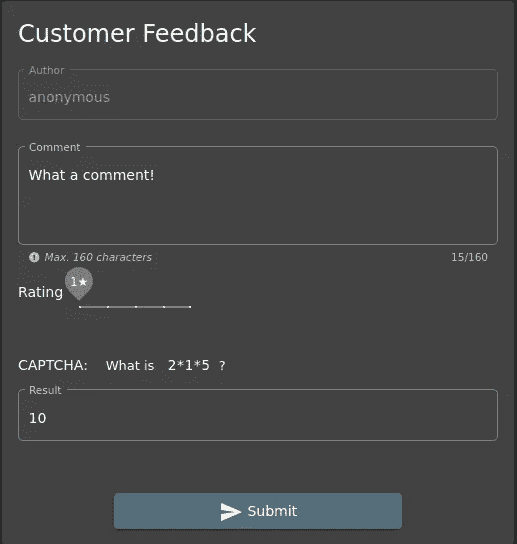 Customer Feedback
Author
anonymous
Comment
What a comment!
Max. 160 characters 15/160
1★
Rating
CAPTCHA: What is 2*1*5 ?
Result
10
Submit